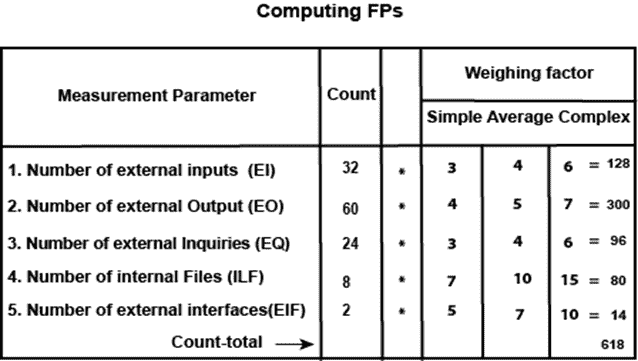 Computing FPs
Measurement Parameter Count Weighing factor
Simple Average Complex
1. Number of external inputs (EI) 32 * 3 4 6 = 128
2. Number of external Output (EO) 60 * 4 5 7 = 300
3. Number of external Inquiries (EQ) 24 * 3 4 6 = 96
4. Number of internal Files (ILF) 8 * 7 10 15 = 80
5. Number of external interfaces(EIF) 2 * 5 7 10 = 14
Count-total → 618